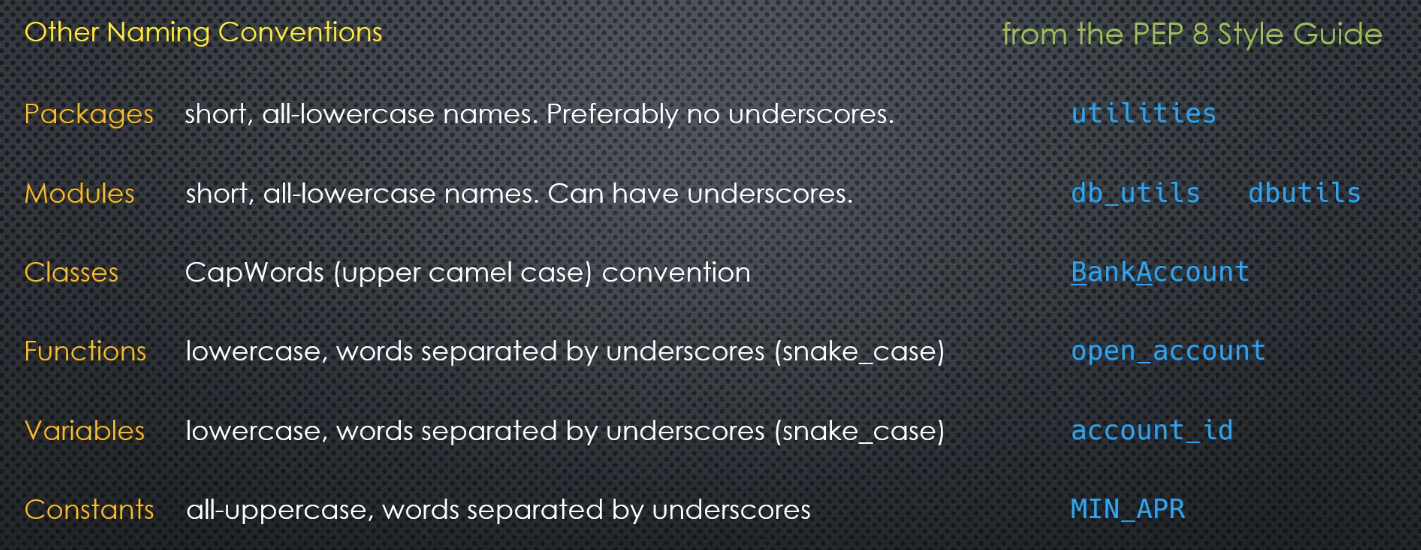 Other Naming Conventions from the PEP 8 Style Guide
Packages short, all-lowercase names. Preferably no underscores. utilities
Modules short, all-lowercase names. Can have underscores. db_utils dbutils
Classes CapWords (upper camel case) convention BankAccount
Functions lowercase, words separated by underscores (snake_case) open_account
Variables lowercase, words separated by underscores (snake_case) account_id
Constants all-uppercase, words separated by underscores MIN_APR